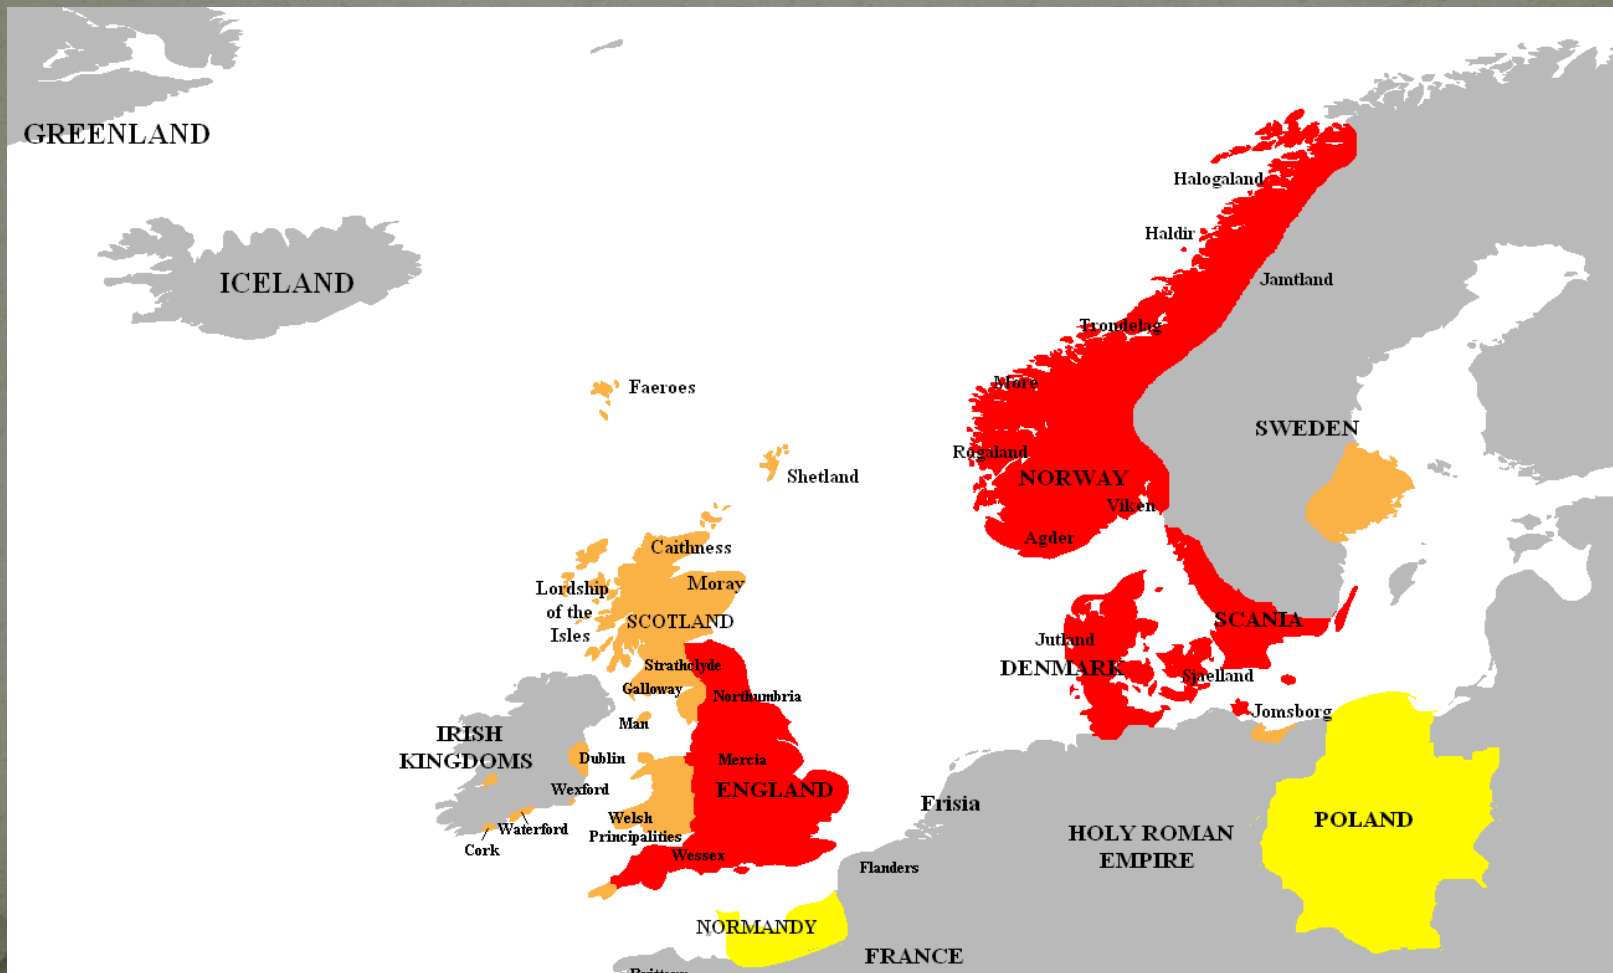 GREENLAND
Halogaland
Haldir
ICELAND
Jamtland
Trondelag
More
Faeroes
SWEDEN
Rogaland
Shetland
NORWAY
Viken
Agder
Caithness
Moray
Lordship
of the
Isles
SCOTLAND
SCANIA
Jutland
DENMARK
Strathclyde
Sjaelland
Galloway
Northumbria
Jomsborg
Man
IRISH
KINGDOMS
Dublin
Mercia
Wexford
ENGLAND
Frisia
Welsh
Principalities
POLAND
Waterford
HOLY ROMAN
EMPIRE
Cork
Wessex
Flanders
NORMANDY
FRANCE
Brittany